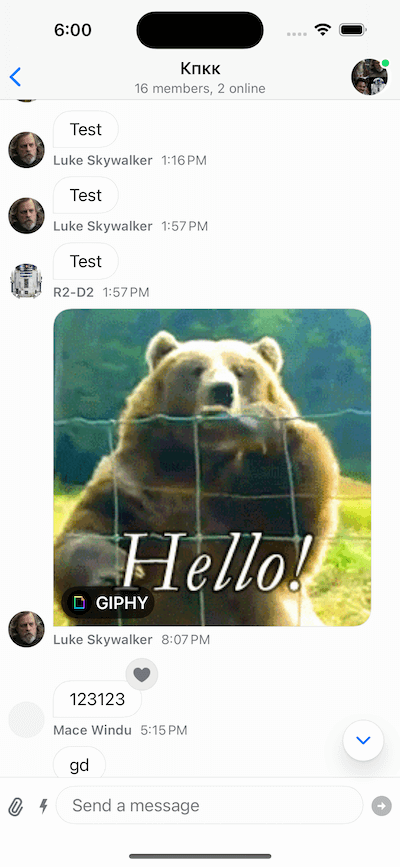 6:00
Кпкк
16 members, 2 online
Test
Luke Skywalker 1:16 PM
Test
Luke Skywalker 1:57 PM
Test
R2-D2 1:57 PM
Hello!
GIPHY
Luke Skywalker 8:07 PM
123123
Mace Windu 5:15 PM
gd
Send a message